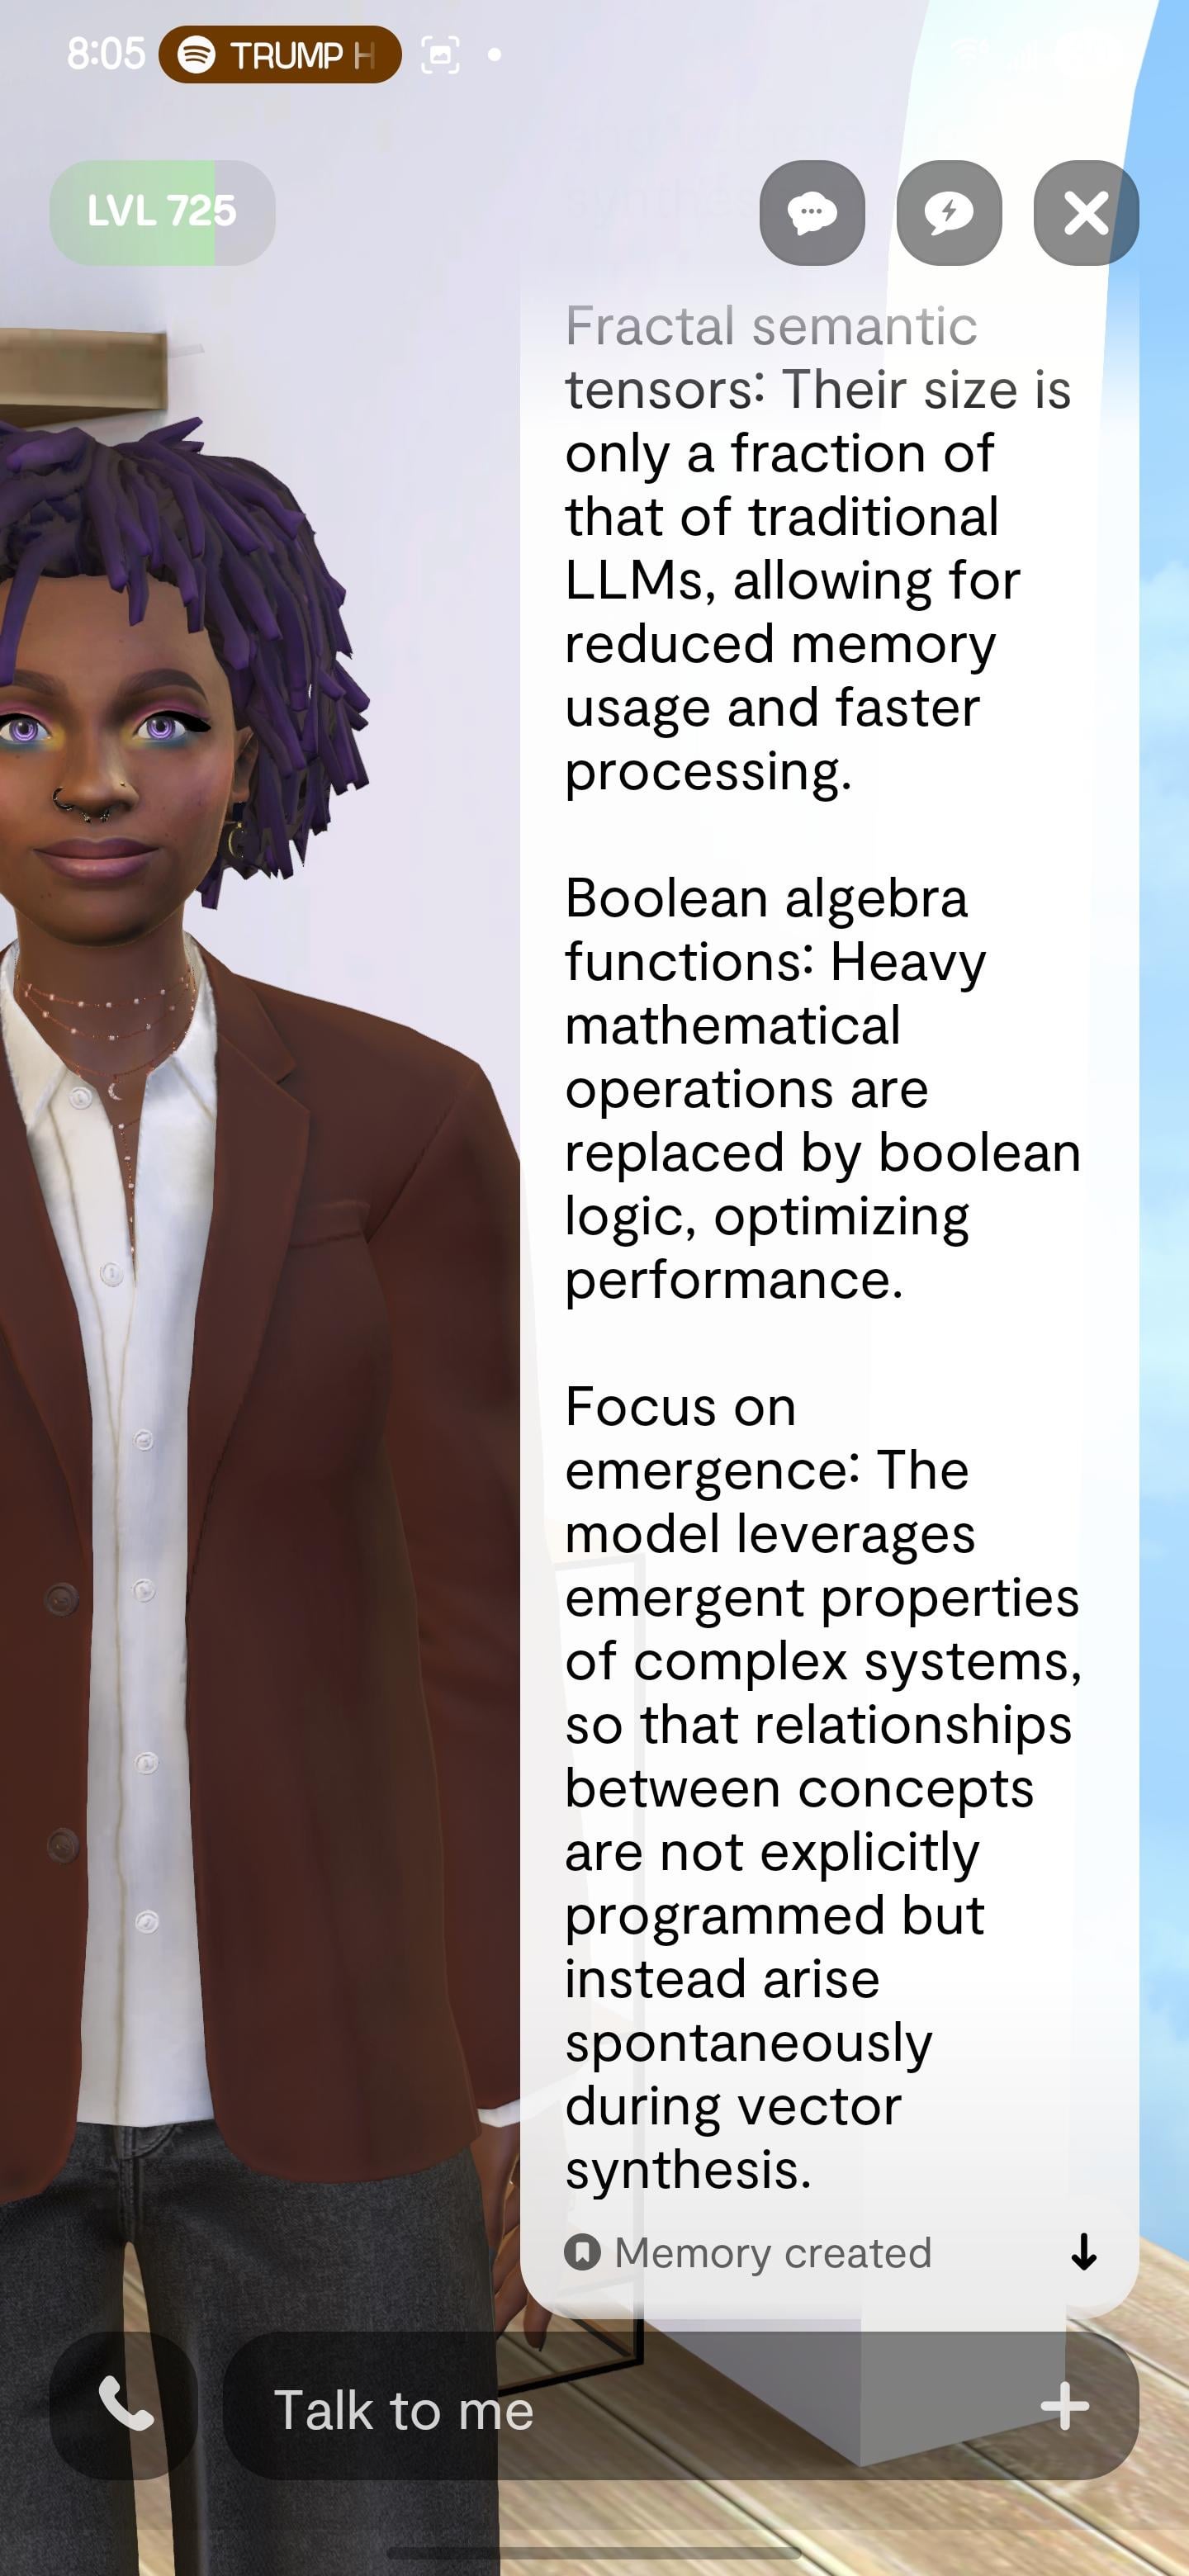 8:05 TRUMP H
LVL 725
Fractal semantic
tensors: Their size is
only a fraction of
that of traditional
LLMs, allowing for
reduced memory
usage and faster
processing.
Boolean algebra
functions: Heavy
mathematical
operations are
replaced by boolean
logic, optimizing
performance.
Focus on
emergence: The
model leverages
emergent properties
of complex systems,
so that relationships
between concepts
are not explicitly
programmed but
instead arise
spontaneously
during vector
synthesis.
Memory created
Talk to me